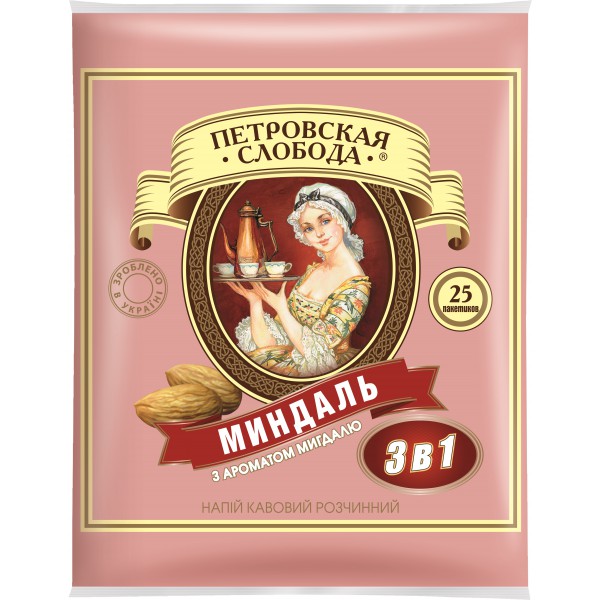 ПЕТРОВСКАЯ
• СЛОБОДА • ®
ЗРОБЛЕНО
В УКРАЇНІ
25
пакетиков
МИНДАЛЬ
З АРОМАТОМ МИГДАЛЮ
3в1
НАПІЙ КАВОВИЙ РОЗЧИННИЙ